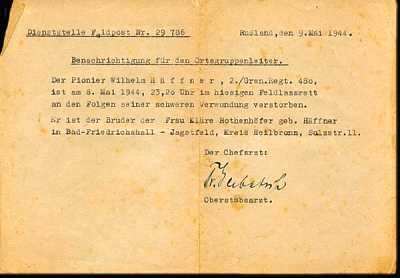 Dienststelle Feldpost Nr. 29 786
Rußland, den 9.Mai 1944.
Benachrichtigung für den Ortsgruppenleiter.
Der Pionier Wilhelm H ä f f n e r , 2./Gren.Regt. 480,
ist am 8. Mai 1944, 23,20 Uhr im hiesigen Feldlazarett
an den Folgen seiner schweren Verwundung verstorben.
Er ist der Bruder der Frau Kläre Rothenhöfer geb. Häffner
in Bad-Friedrichshall - Jagstfeld, Kreis Heilbronn, Salzstr.11.
Der Chefarzt:
Oberstabsarzt.